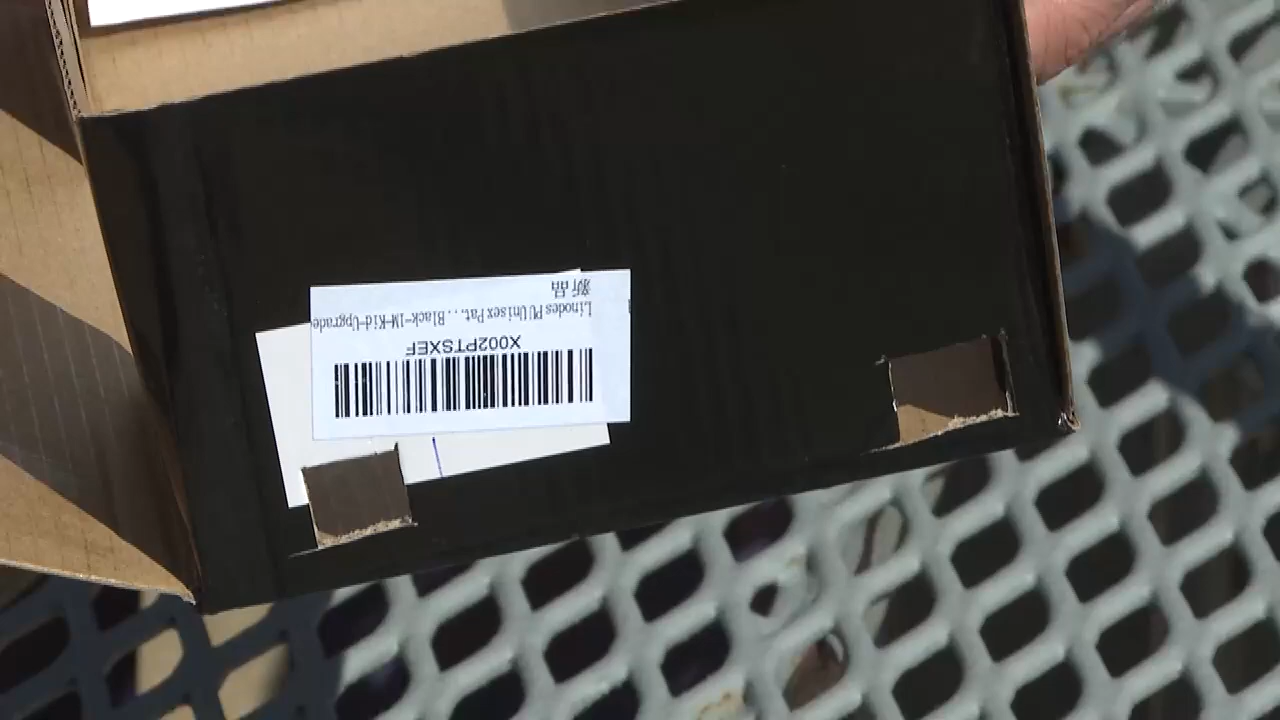 X002PTSXEF
Linodes PU Unisex Pat... Black-1M-Kid-Upgrade
新品